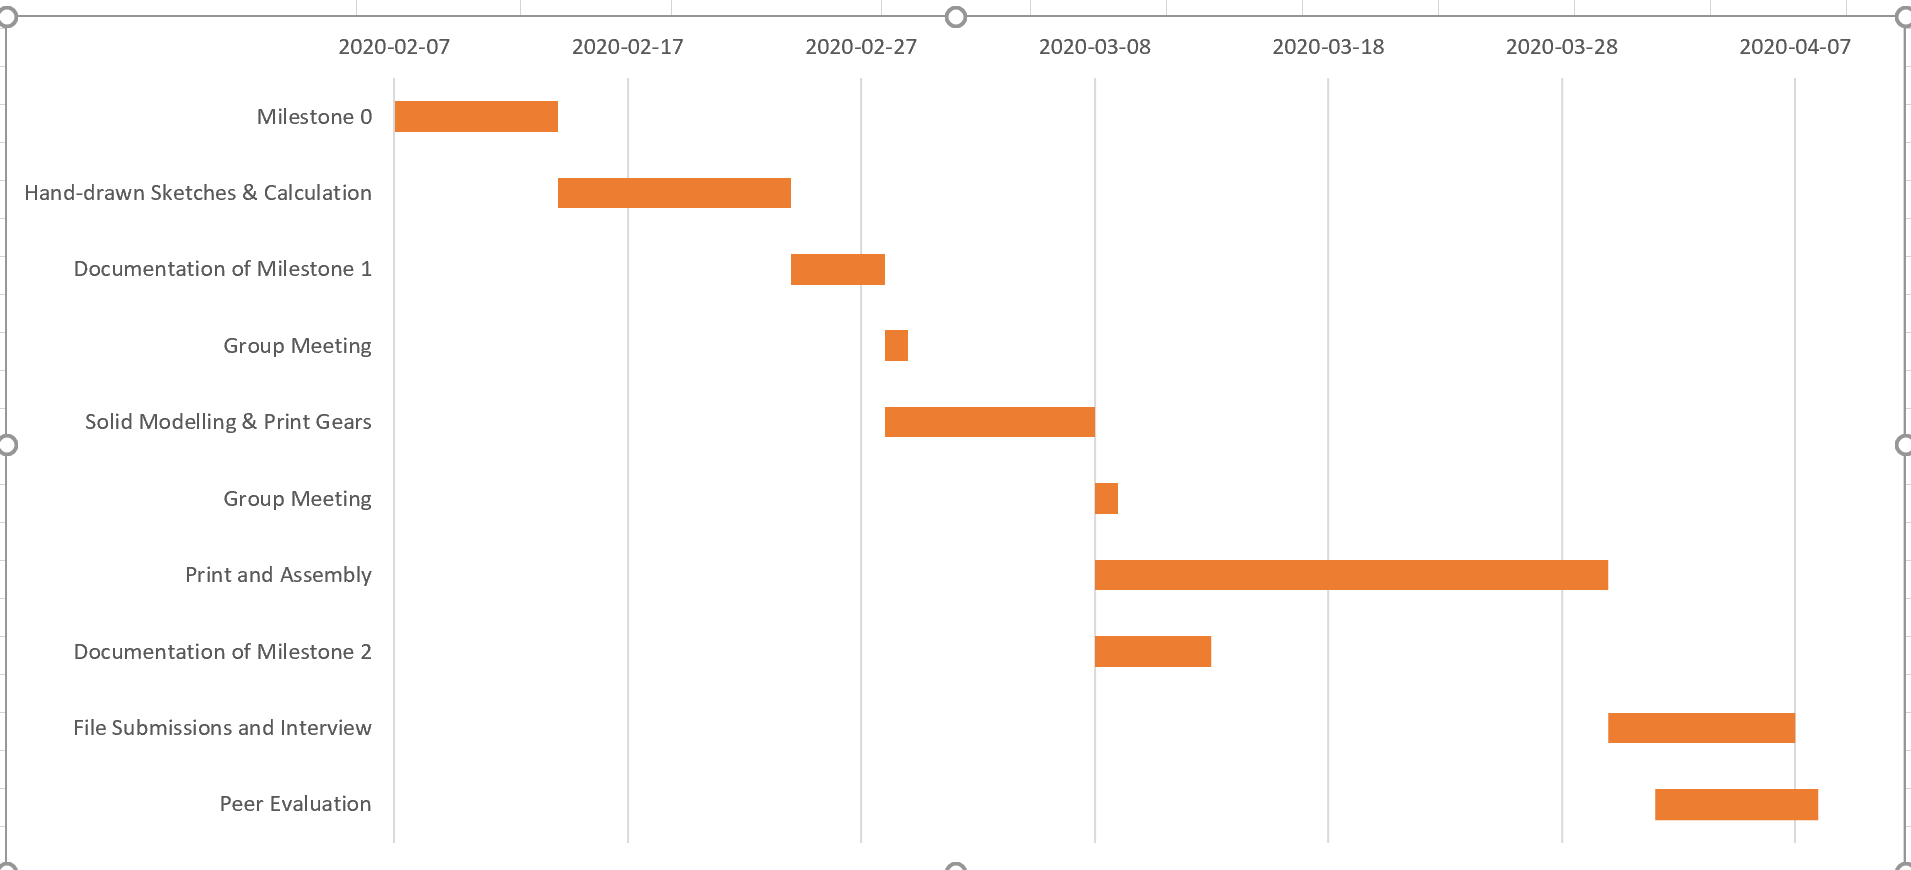 2020-02-07 2020-02-17 2020-02-27 2020-03-08 2020-03-18 2020-03-28 2020-04-07
Milestone 0
Hand-drawn Sketches & Calculation
Documentation of Milestone 1
Group Meeting
Solid Modelling & Print Gears
Group Meeting
Print and Assembly
Documentation of Milestone 2
File Submissions and Interview
Peer Evaluation